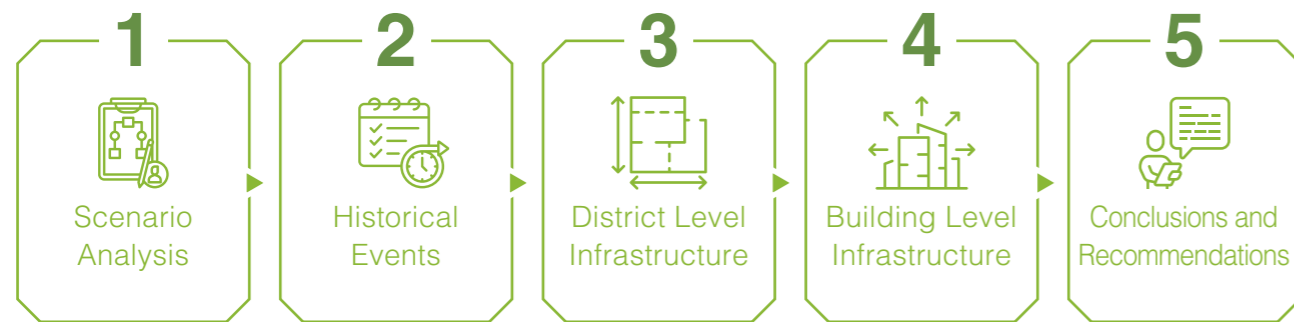 1
Scenario
Analysis
2
Historical
Events
3
District Level
Infrastructure
4
Building Level
Infrastructure
5
Conclusions and
Recommendations